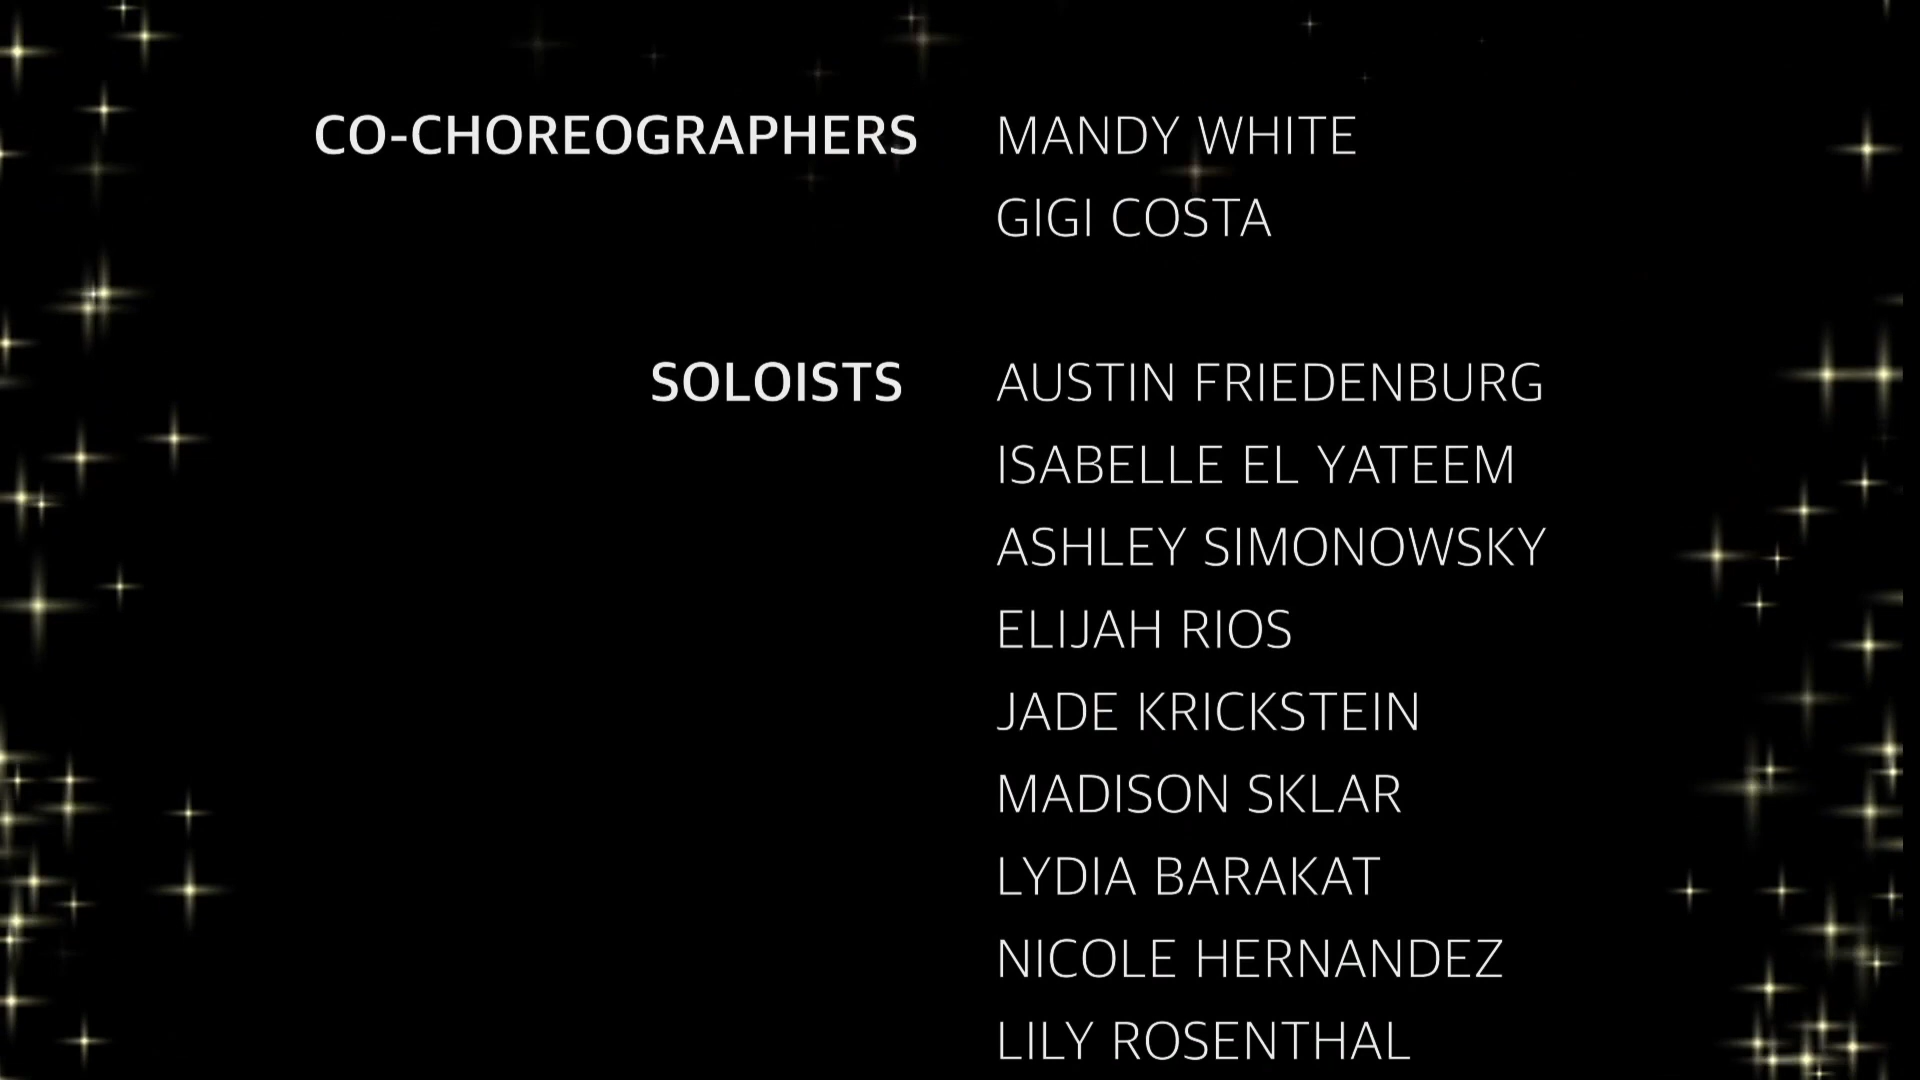 CO-CHOREOGRAPHERS MANDY WHITE
GIGI COSTA
SOLOISTS AUSTIN FRIEDENBURG
ISABELLE EL YATEEM
ASHLEY SIMONOWSKY
ELIJAH RIOS
JADE KRICKSTEIN
MADISON SKLAR
LYDIA BARAKAT
NICOLE HERNANDEZ
LILY ROSENTHAL